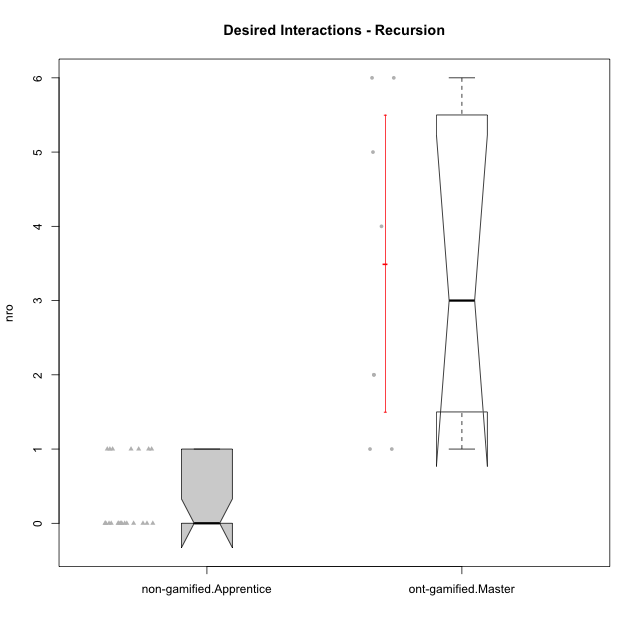 Desired Interactions - Recursion
6
5
4
3
2
1
0
nro
non-gamified.Apprentice
ont-gamified.Master